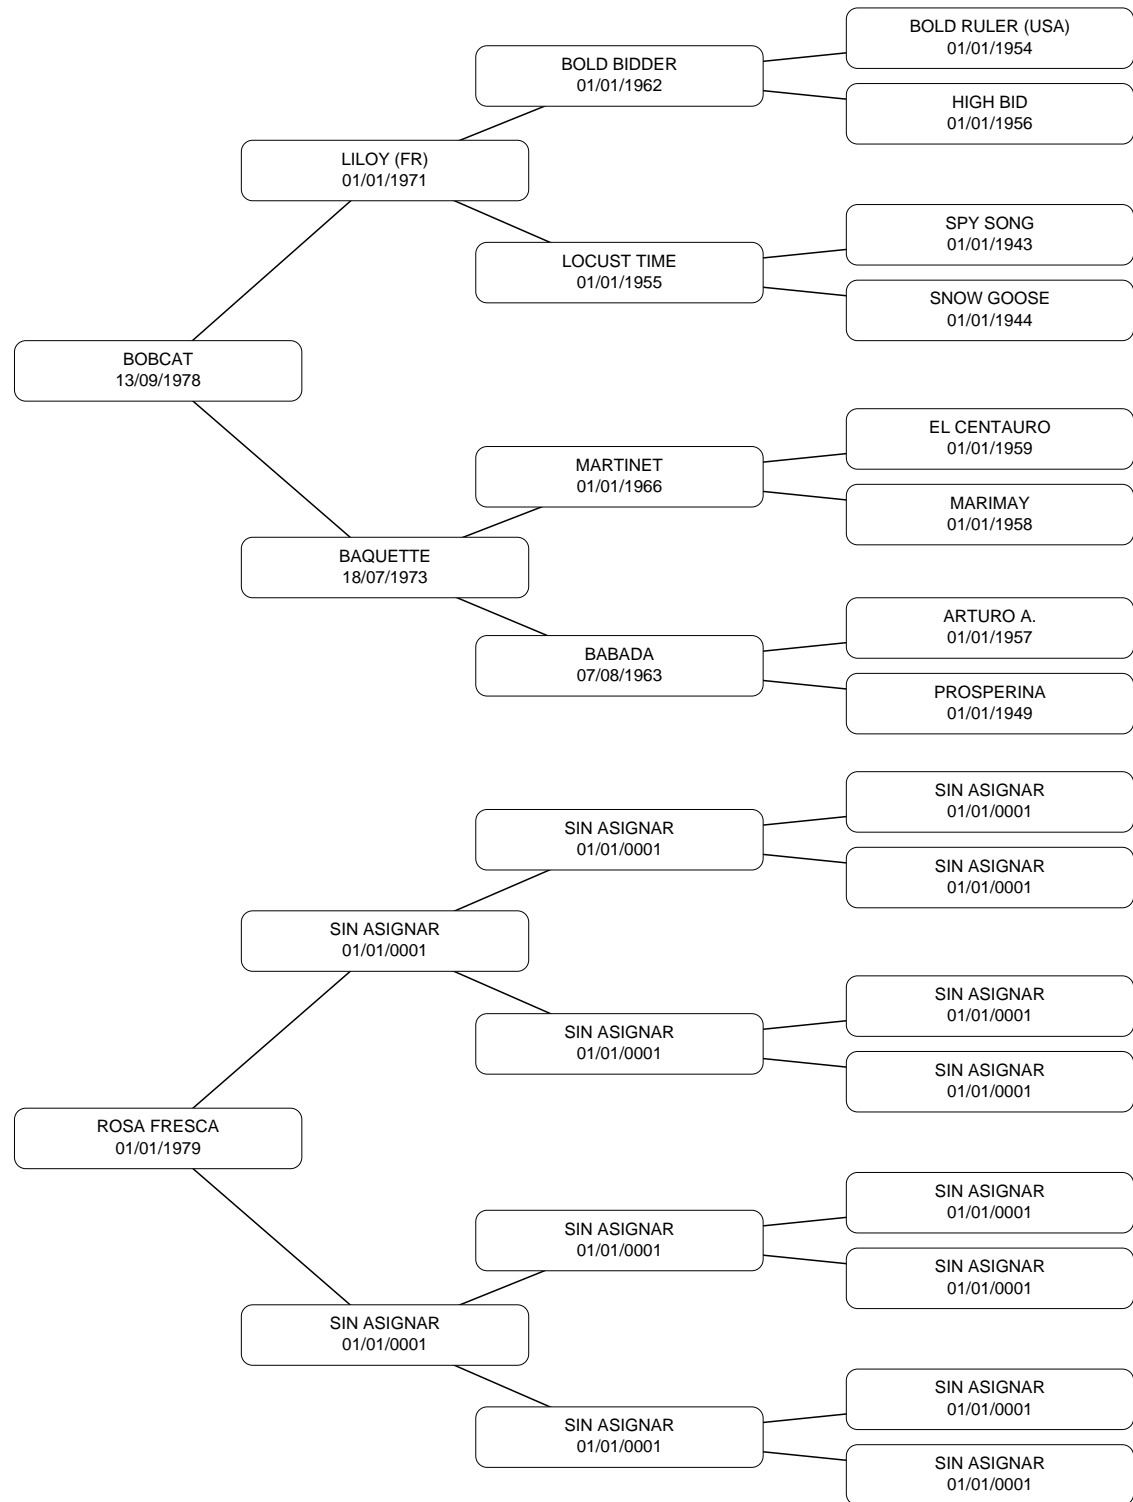 BOLD RULER (USA)
01/01/1954
BOLD BIDDER
01/01/1962
HIGH BID
01/01/1956
LILOY (FR)
01/01/1971
SPY SONG
01/01/1943
LOCUST TIME
01/01/1955
SNOW GOOSE
01/01/1944
BOBCAT
13/09/1978
EL CENTAURO
01/01/1959
MARTINET
01/01/1966
MARIMAY
01/01/1958
BAQUETTE
18/07/1973
ARTURO A.
01/01/1957
BABADA
07/08/1963
PROSPERINA
01/01/1949
SIN ASIGNAR
01/01/0001
SIN ASIGNAR
01/01/0001
SIN ASIGNAR
01/01/0001
SIN ASIGNAR
01/01/0001
SIN ASIGNAR
01/01/0001
SIN ASIGNAR
01/01/0001
SIN ASIGNAR
01/01/0001
ROSA FRESCA
01/01/1979
SIN ASIGNAR
01/01/0001
SIN ASIGNAR
01/01/0001
SIN ASIGNAR
01/01/0001
SIN ASIGNAR
01/01/0001
SIN ASIGNAR
01/01/0001
SIN ASIGNAR
01/01/0001
SIN ASIGNAR
01/01/0001